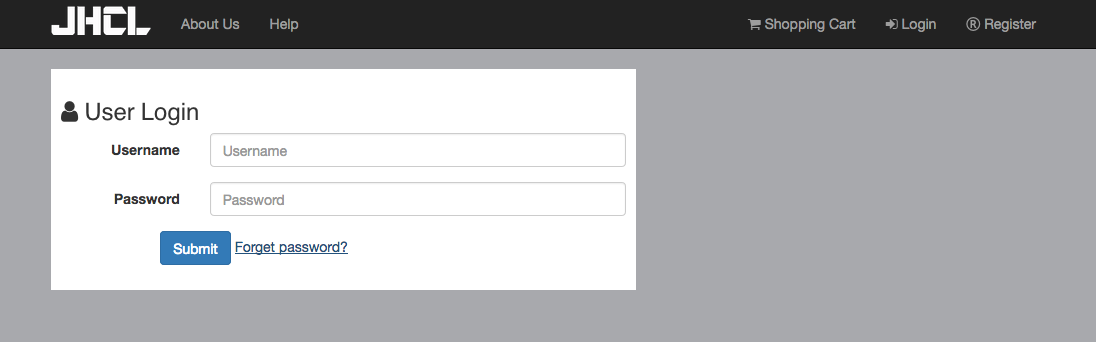 JHCL About Us Help Shopping Cart Login ® Register
User Login
Username Username
Password Password
Submit Forget password?